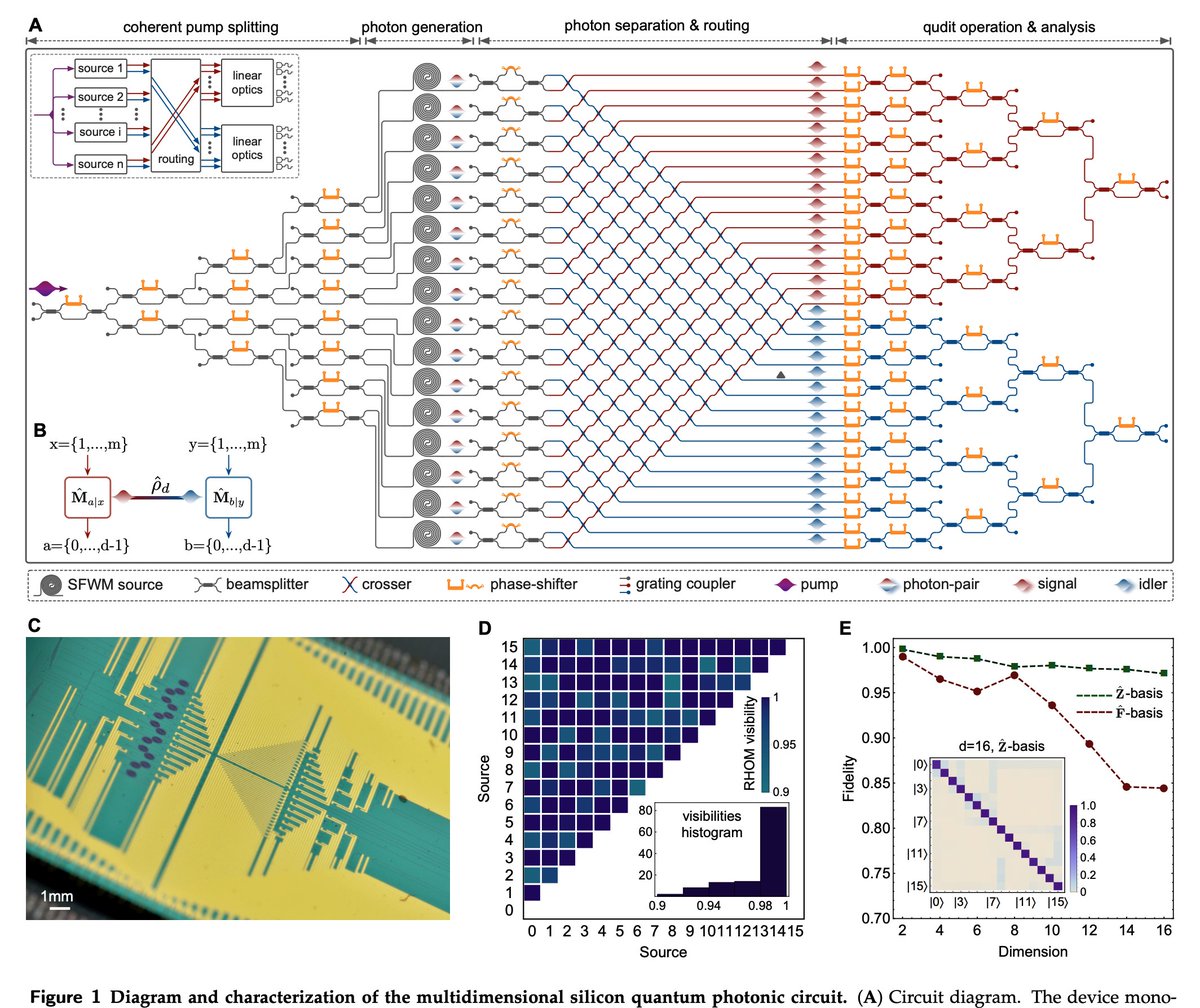 A
coherent pump splitting
photon generation
photon separation & routing
qudit operation & analysis
source 1
source 2
source i
source n
routing
linear
optics
linear
optics
B
x={1,...,m}
y={1,...,m}
M̂a|x
ρ̂d
M̂b|y
a={0,...,d-1}
b={0,...,d-1}
SFWM source
beamsplitter
crosser
phase-shifter
grating coupler
pump
photon-pair
signal
idler
C
1mm
D
Source
15
14
13
12
11
10
9
8
7
6
5
4
3
2
1
0
0 1 2 3 4 5 6 7 8 9 10 11 12 13 14 15
Source
RHOM visibility
1
0.95
0.9
visibilities
histogram
80
60
40
20
0.9 0.94 0.98 1
E
Fidelity
1.00
0.95
0.90
0.85
0.80
0.75
0.70
2 4 6 8 10 12 14 16
Dimension
Ẑ-basis
F̂-basis
d=16, Ẑ-basis
|0⟩
|3⟩
|7⟩
|11⟩
|15⟩
|0⟩ |3⟩ |7⟩ |11⟩ |15⟩
1.0
0.8
0.6
0.4
0.2
0
Figure 1 Diagram and characterization of the multidimensional silicon quantum photonic circuit. (A) Circuit diagram. The device mono-